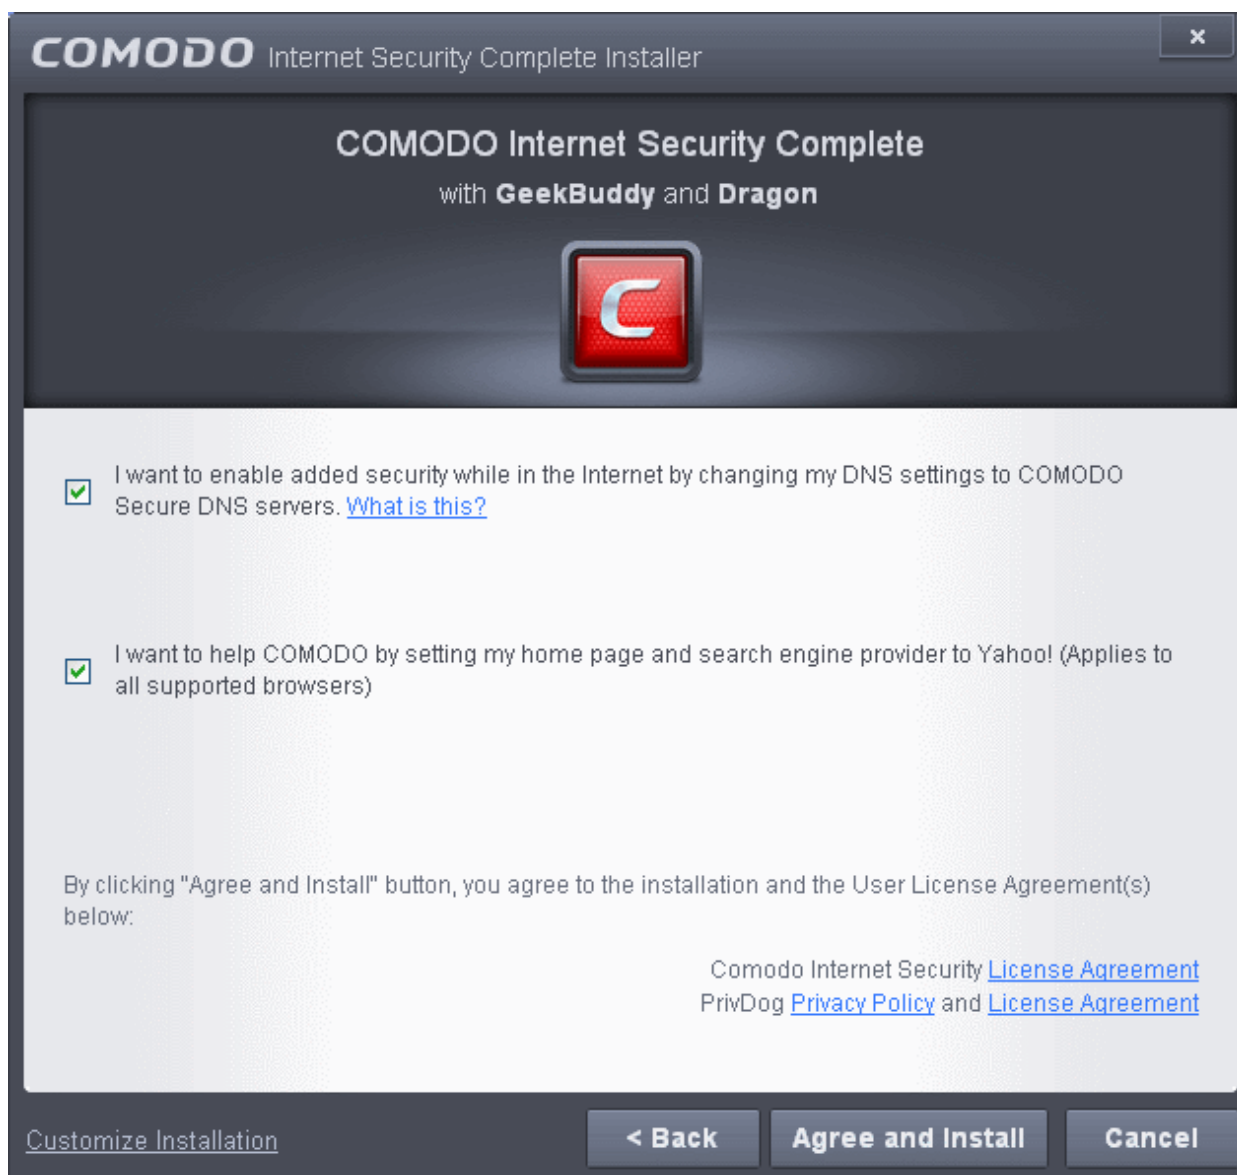 COMODO Internet Security Complete Installer
x
COMODO Internet Security Complete
with GeekBuddy and Dragon
C
I want to enable added security while in the Internet by changing my DNS settings to COMODO
Secure DNS servers. What is this?
I want to help COMODO by setting my home page and search engine provider to Yahoo! (Applies to
all supported browsers)
By clicking "Agree and Install" button, you agree to the installation and the User License Agreement(s)
below:
Comodo Internet Security License Agreement
PrivDog Privacy Policy and License Agreement
Customize Installation
< Back
Agree and Install
Cancel